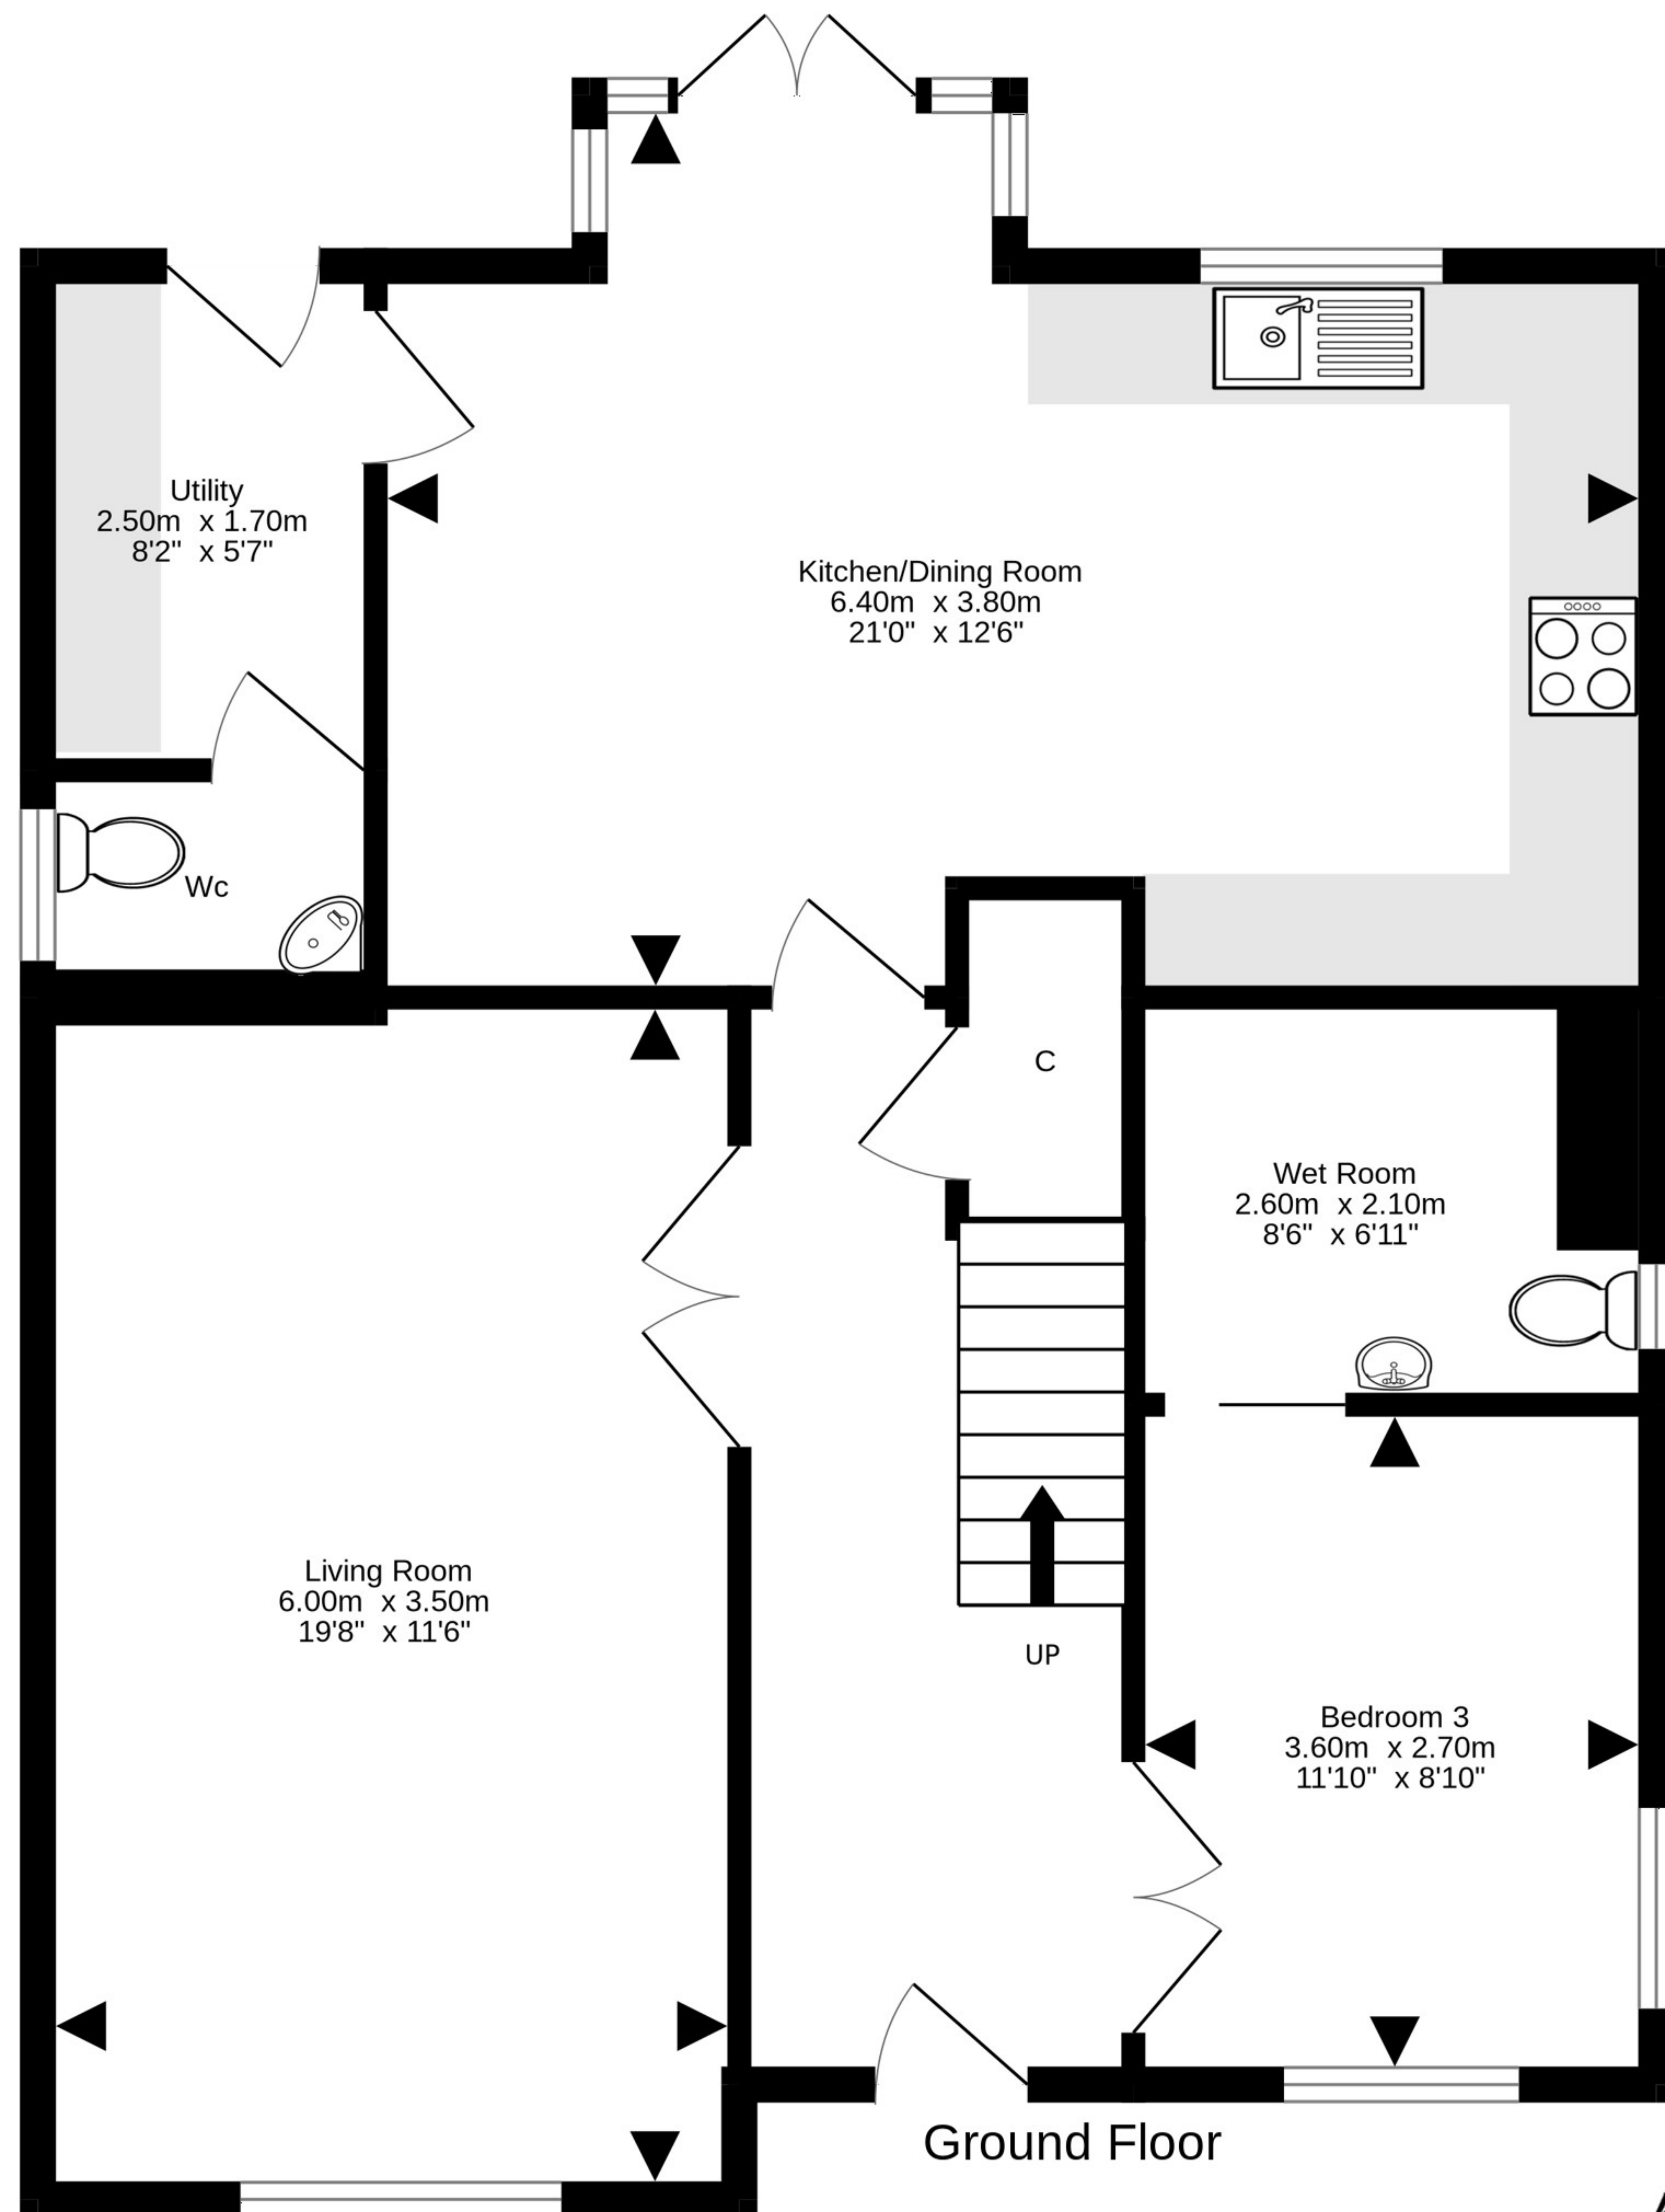 Utility
2.50m x 1.70m
8'2" x 5'7"
Kitchen/Dining Room
6.40m x 3.80m
21'0" x 12'6"
Wc
C
Wet Room
2.60m x 2.10m
8'6" x 6'11"
Living Room
6.00m x 3.50m
19'8" x 11'6"
UP
Bedroom 3
3.60m x 2.70m
11'10" x 8'10"
Ground Floor